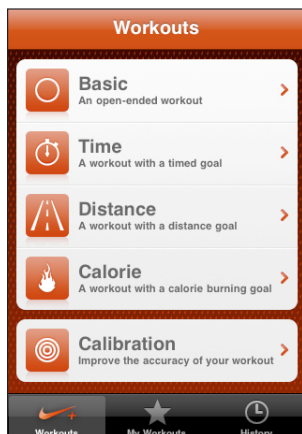 Workouts
Basic
An open-ended workout
Time
A workout with a timed goal
Distance
A workout with a distance goal
Calorie
A workout with a calorie burning goal
Calibration
Improve the accuracy of your workout
Workouts My Workouts History